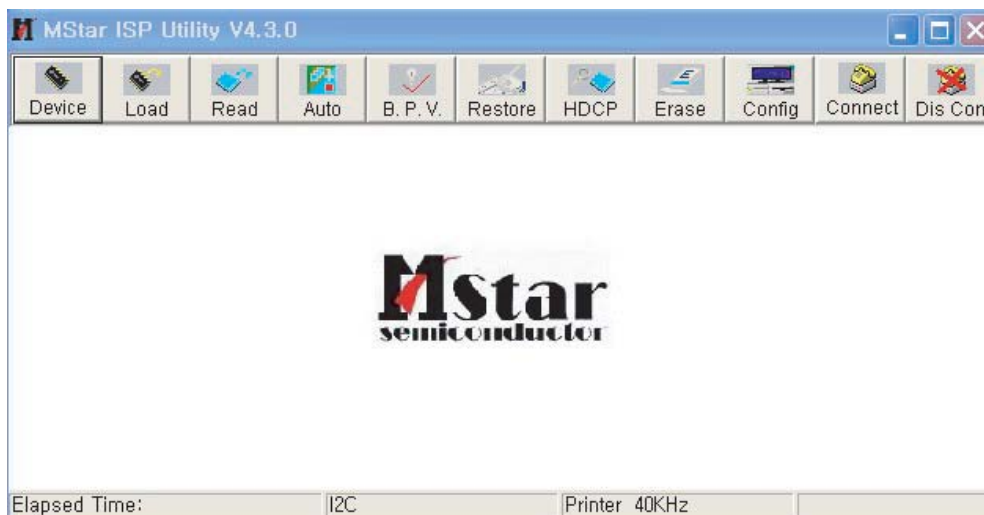 MStar ISP Utility V4.3.0
Device Load Read Auto B.P.V. Restore HDCP Erase Config Connect Dis Con
MStar
semiconductor
Elapsed Time: I2C Printer 40KHz